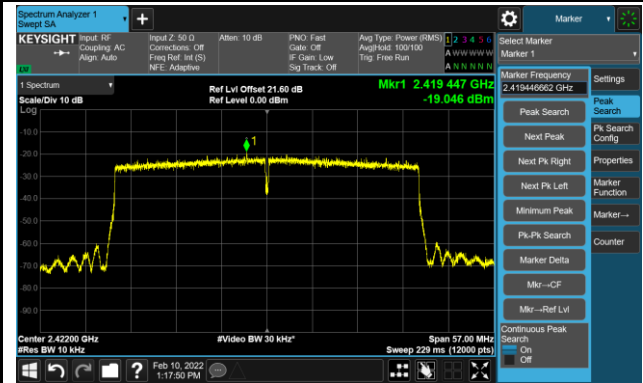 Spectrum Analyzer 1
Swept SA
Marker
KEYSIGHT
Input: RF
Coupling: AC
Align: Auto
Input Z: 50 Ω
Corrections: Off
Freq Ref: Int (S)
NFE: Adaptive
Atten: 10 dB
PNO: Fast
Gate: Off
IF Gain: Low
Sig Track: Off
Avg Type: Power (RMS)
Avg|Hold: 100/100
Trig: Free Run
1 2 3 4 5 6
A W W W W W
A N N N N N
Select Marker
Marker 1
1 Spectrum
Scale/Div 10 dB
Log
Ref Lvl Offset 21.60 dB
Ref Level 0.00 dBm
Mkr1 2.419 447 GHz
-19.046 dBm
1
-10.0
-20.0
-30.0
-40.0
-50.0
-60.0
-70.0
-80.0
-90.0
Center 2.42200 GHz
#Res BW 10 kHz
#Video BW 30 kHz*
Span 57.00 MHz
Sweep 229 ms (12000 pts)
Marker Frequency
2.419446662 GHz
Peak Search
Next Peak
Next Pk Right
Next Pk Left
Minimum Peak
Pk-Pk Search
Marker Delta
Mkr→CF
Mkr→Ref Lvl
Continuous Peak
Search
On
Off
Settings
Peak
Search
Pk Search
Config
Properties
Marker
Function
Marker→
Counter
Feb 10, 2022
1:17:50 PM